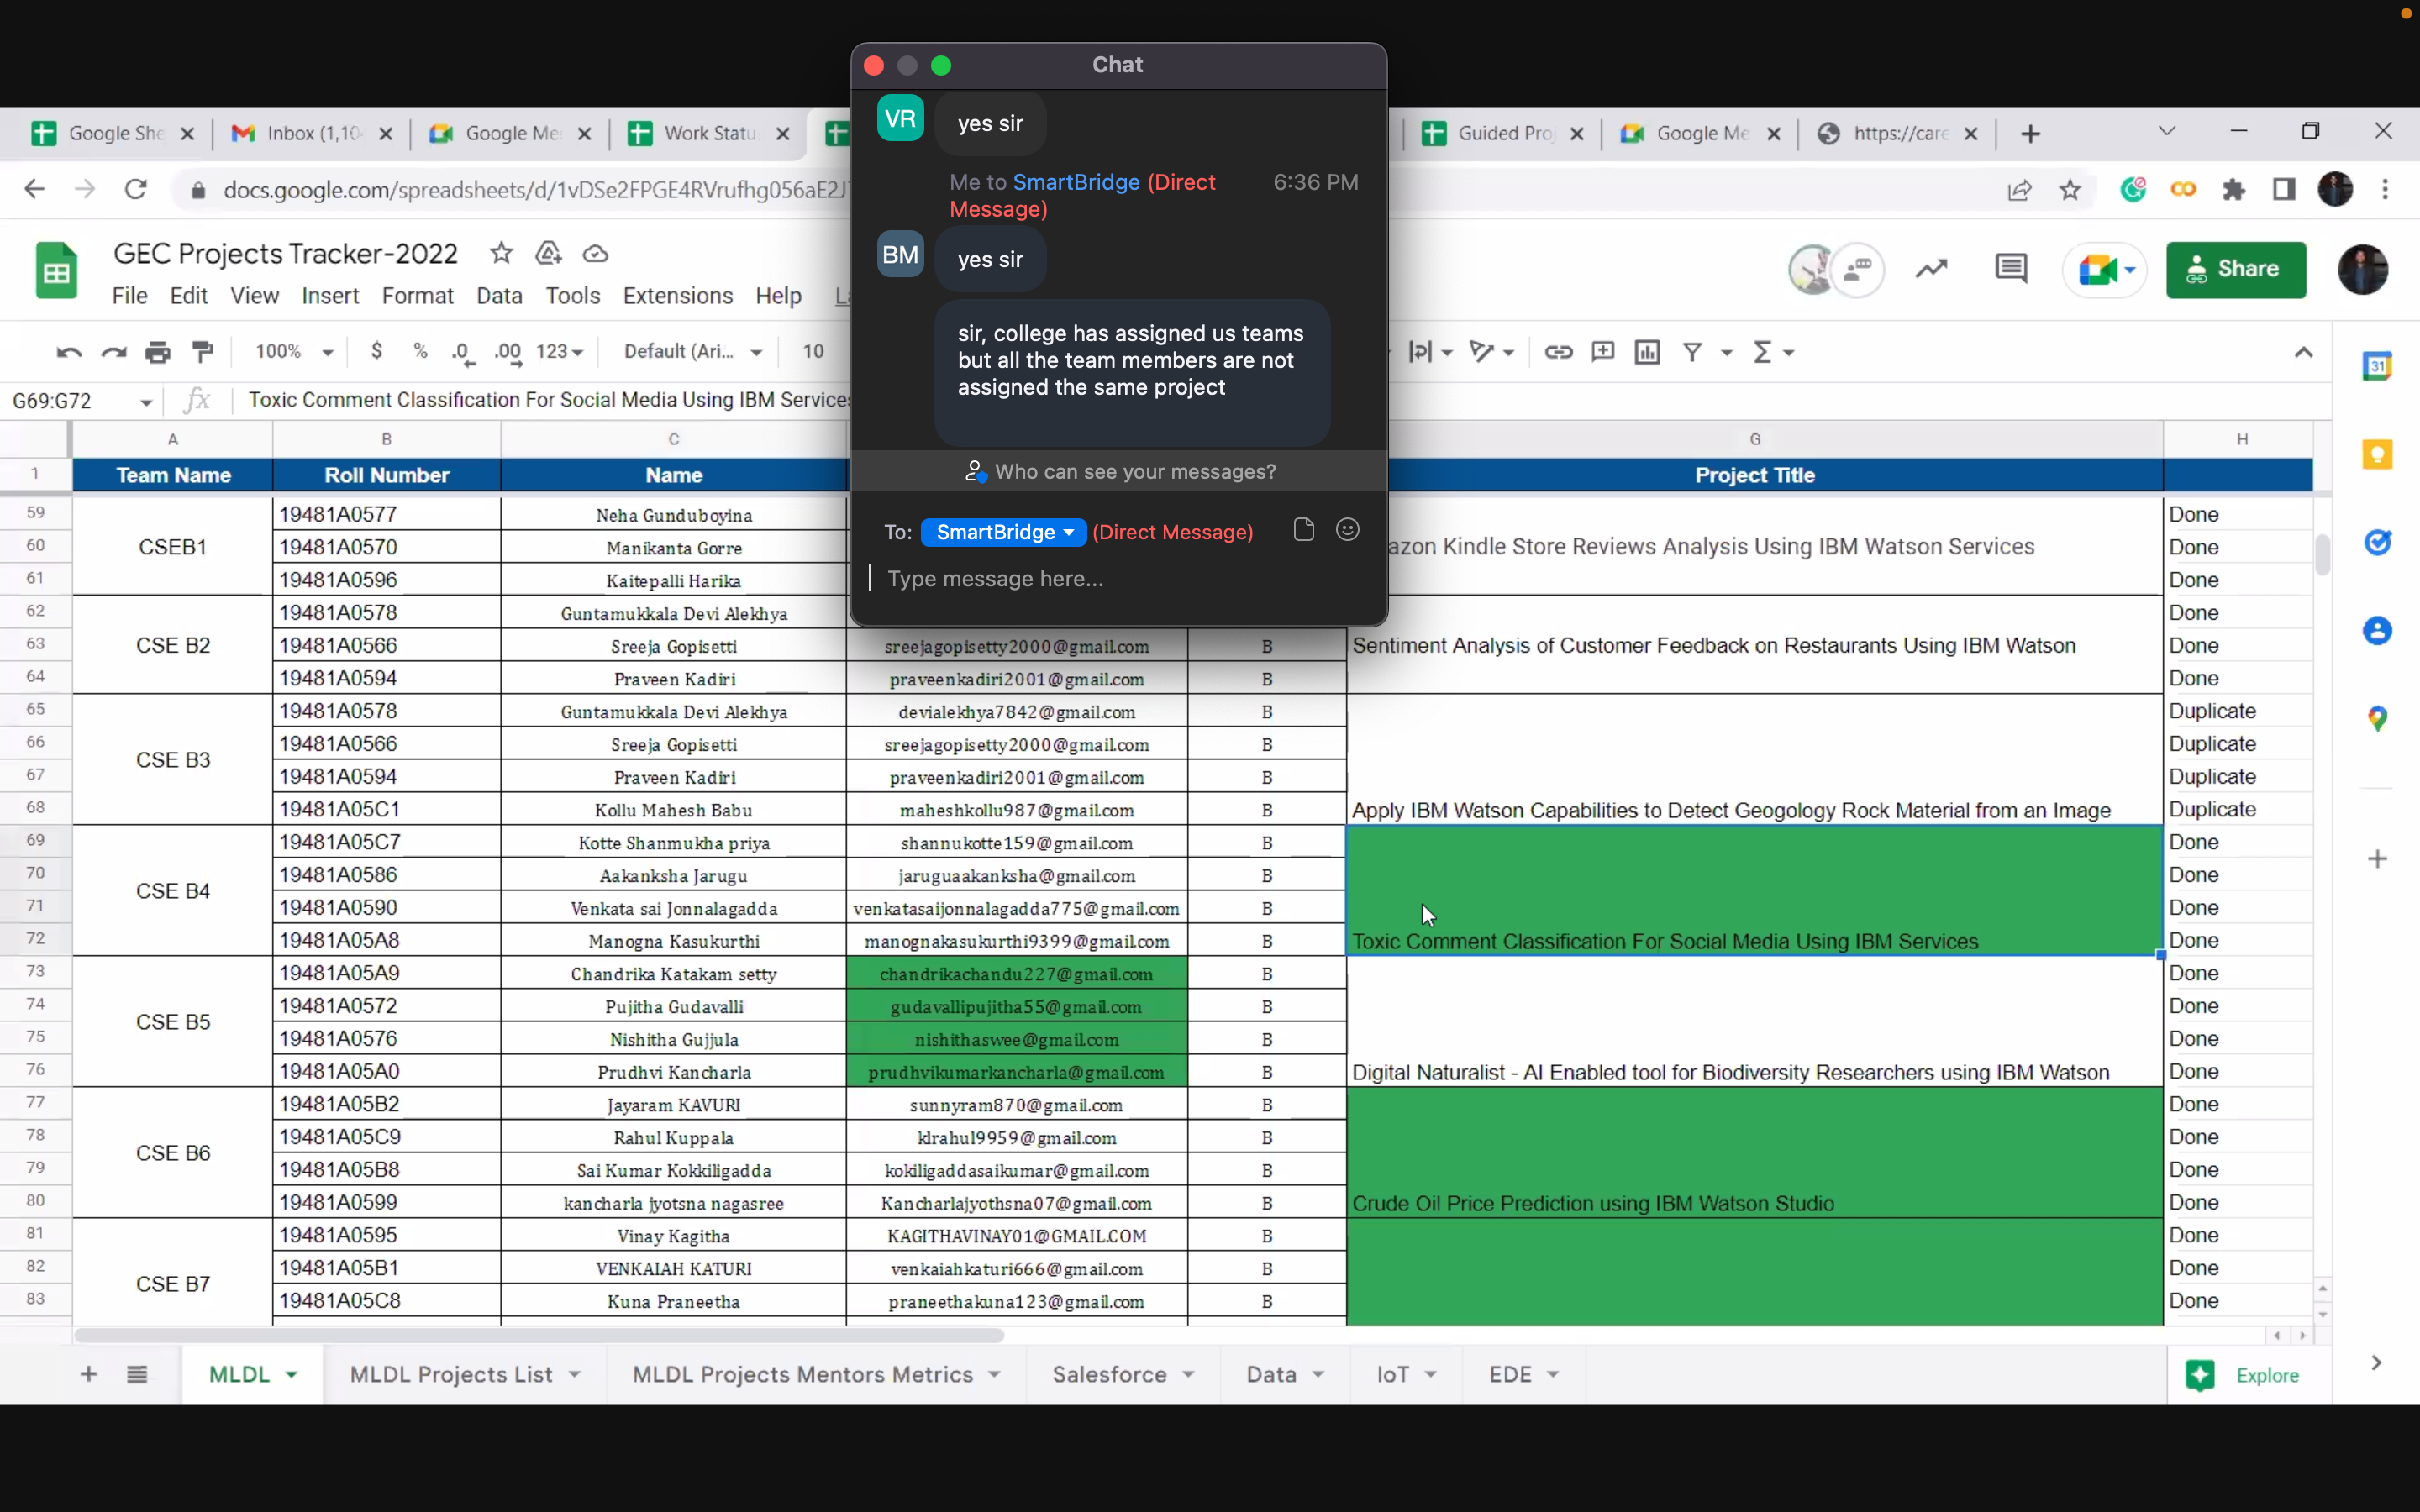 Chat
VR
yes sir
Me to SmartBridge (Direct Message) 6:36 PM
BM
yes sir
sir, college has assigned us teams
but all the team members are not
assigned the same project
Who can see your messages?
To: SmartBridge (Direct Message)
Type message here...
Google She
Inbox (1,10
Google Me
Work Statu
Guided Proj
Google Me
https://care
docs.google.com/spreadsheets/d/1vDSe2FPGE4RVrufhg056aE2J
GEC Projects Tracker-2022
File Edit View Insert Format Data Tools Extensions Help
Share
100% $ % .0 .00 123 Default (Ari... 10
G69:G72 fx Toxic Comment Classification For Social Media Using IBM Services
A B C G H
1 Team Name Roll Number Name Project Title
59 19481A0577 Neha Gunduboyina Done
60 CSEB1 19481A0570 Manikanta Gorre azon Kindle Store Reviews Analysis Using IBM Watson Services Done
61 19481A0596 Kaitepalli Harika Done
62 19481A0578 Guntamukkala Devi Alekhya Done
63 CSE B2 19481A0566 Sreeja Gopisetti sreejagopisetty2000@gmail.com B Sentiment Analysis of Customer Feedback on Restaurants Using IBM Watson Done
64 19481A0594 Praveen Kadiri praveenkadiri2001@gmail.com B Done
65 19481A0578 Guntamukkala Devi Alekhya devialekhya7842@gmail.com B Duplicate
66 19481A0566 Sreeja Gopisetti sreejagopisetty2000@gmail.com B Duplicate
CSE B3
67 19481A0594 Praveen Kadiri praveenkadiri2001@gmail.com B Duplicate
68 19481A05C1 Kollu Mahesh Babu maheshkollu987@gmail.com B Apply IBM Watson Capabilities to Detect Geogology Rock Material from an Image Duplicate
69 19481A05C7 Kotte Shanmukha priya shannukotte159@gmail.com B Done
70 19481A0586 Aakanksha Jarugu jaruguaakanksha@gmail.com B Done
CSE B4
71 19481A0590 Venkata sai Jonnalagadda venkatasaijonnalagadda775@gmail.com B Done
72 19481A05A8 Manogna Kasukurthi manognakasukurthi9399@gmail.com B Toxic Comment Classification For Social Media Using IBM Services Done
73 19481A05A9 Chandrika Katakam setty chandrikachandu227@gmail.com B Done
74 19481A0572 Pujitha Gudavalli gudavallipujitha55@gmail.com B Done
CSE B5
75 19481A0576 Nishitha Gujjula nishithaswee@gmail.com B Done
76 19481A05A0 Prudhvi Kancharla prudhvikumarkancharla@gmail.com B Digital Naturalist - AI Enabled tool for Biodiversity Researchers using IBM Watson Done
77 19481A05B2 Jayaram KAVURI sunnyram870@gmail.com B Done
78 19481A05C9 Rahul Kuppala klrahul9959@gmail.com B Done
CSE B6
79 19481A05B8 Sai Kumar Kokkiligadda kokiligaddasaikumar@gmail.com B Done
80 19481A0599 kancharla jyotsna nagasree Kancharlajyothsna07@gmail.com B Crude Oil Price Prediction using IBM Watson Studio Done
81 19481A0595 Vinay Kagitha KAGITHAVINAY01@GMAIL.COM B Done
82 19481A05B1 VENKAIAH KATURI venkaiahkaturi666@gmail.com B Done
CSE B7
83 19481A05C8 Kuna Praneetha praneethakuna123@gmail.com B Done
MLDL MLDL Projects List MLDL Projects Mentors Metrics Salesforce Data IoT EDE Explore
31